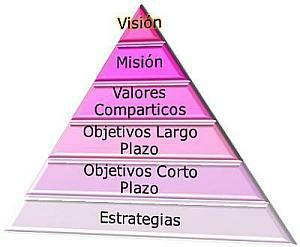 Visión
Misión
Valores
Comparticos
Objetivos Largo
Plazo
Objetivos Corto
Plazo
Estrategias